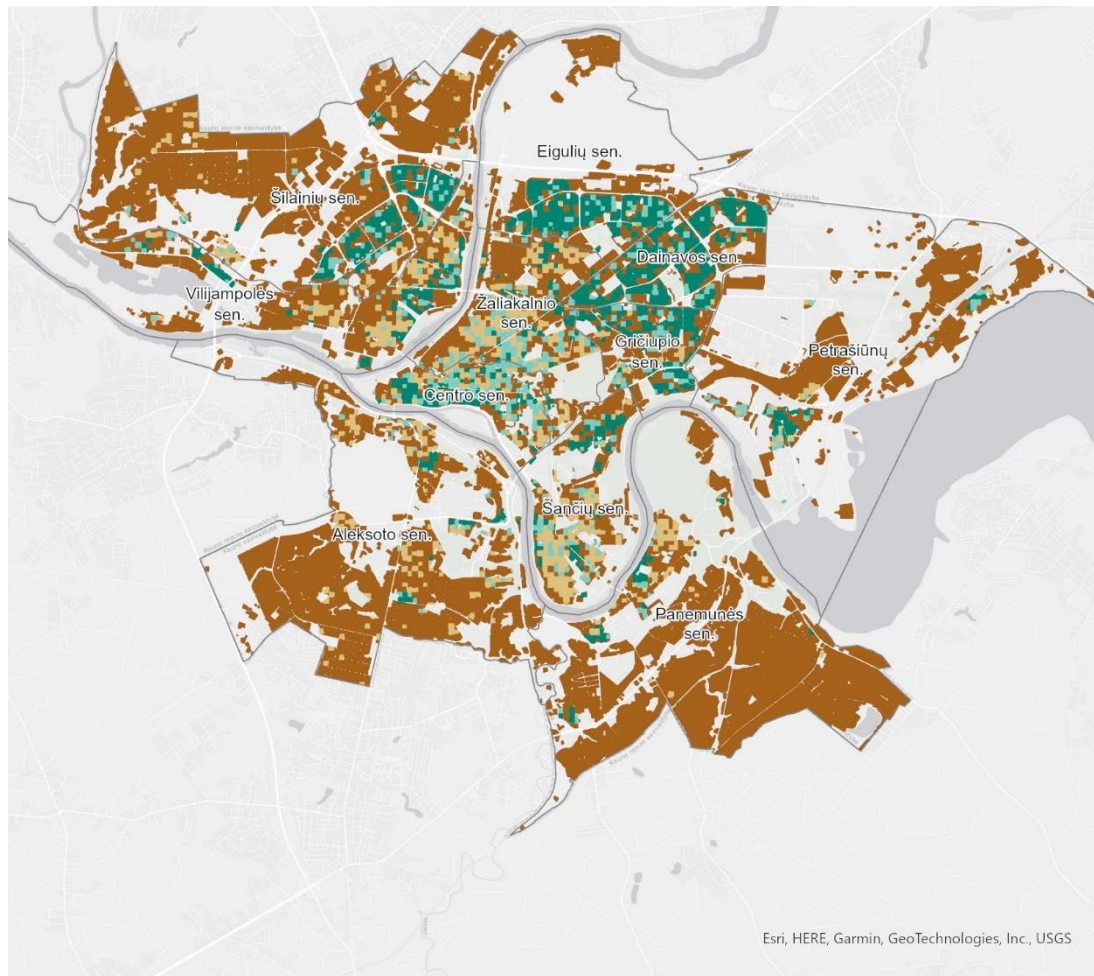 Eigulių sen.
Šilainių sen.
Dainavos sen.
Vilijampolės
sen.
Žaliakalnio
sen.
Gričiupio
sen.
Petrašiūnų
sen.
Centro sen.
Šančių sen.
Aleksoto sen.
Panemunės
sen.
Esri, HERE, Garmin, GeoTechnologies, Inc., USGS